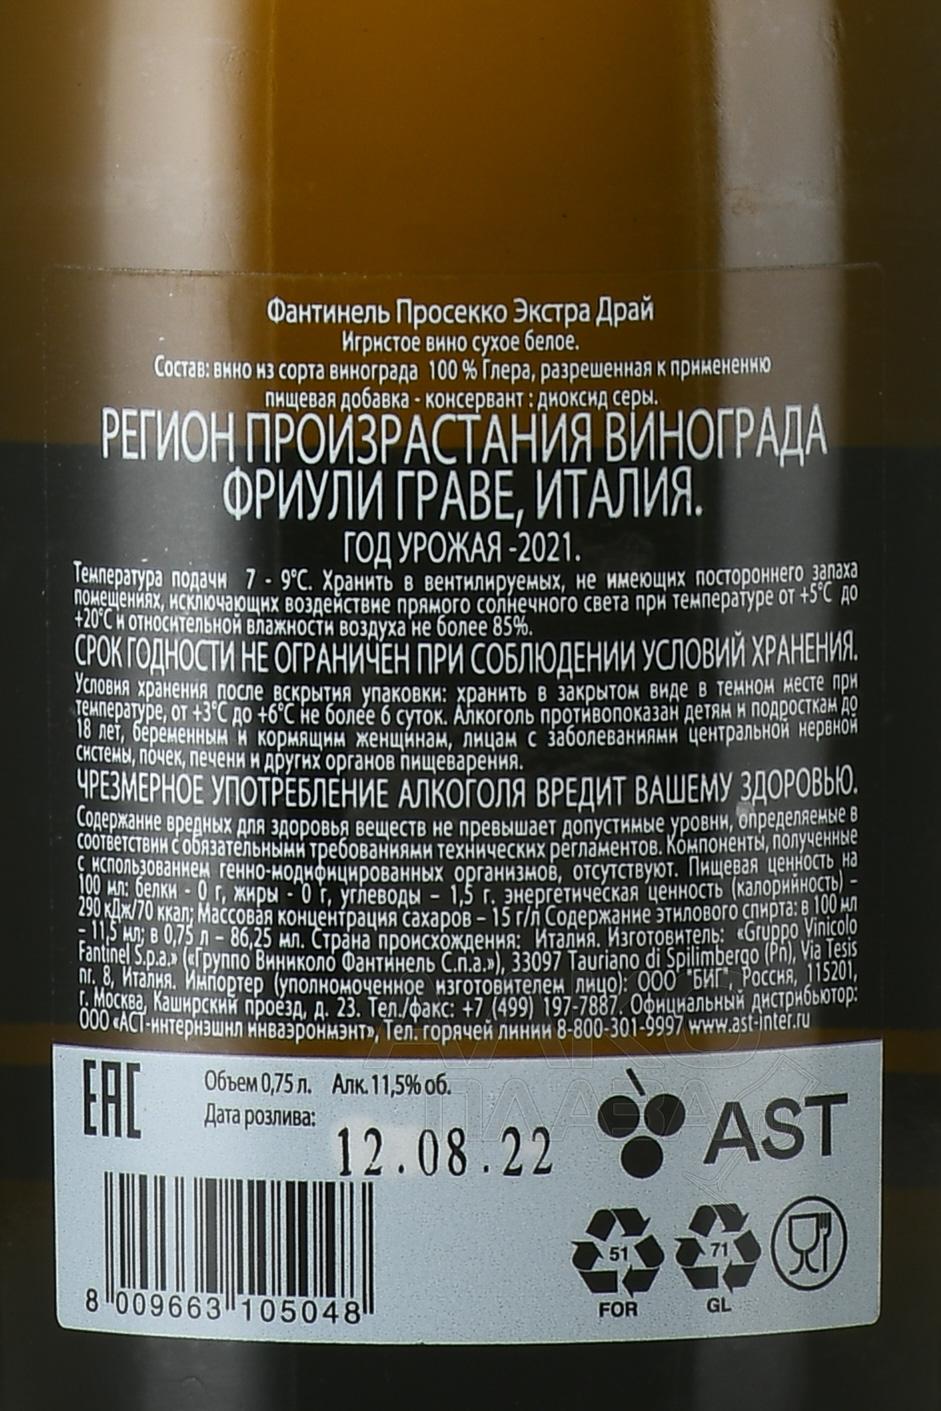 Фантинель Просекко Экстра Драй
Игристое вино сухое белое.
Состав: вино из сорта винограда 100 % Глера, разрешенная к применению
пищевая добавка - консервант : диоксид серы.
РЕГИОН ПРОИЗРАСТАНИЯ ВИНОГРАДА
ФРИУЛИ ГРАВЕ, ИТАЛИЯ.
ГОД УРОЖАЯ -2021.
Температура подачи 7 - 9°C. Хранить в вентилируемых, не имеющих постороннего запаха
помещениях, исключающих воздействие прямого солнечного света при температуре от +5°C до
+20°C и относительной влажности воздуха не более 85%.
СРОК ГОДНОСТИ НЕ ОГРАНИЧЕН ПРИ СОБЛЮДЕНИИ УСЛОВИЙ ХРАНЕНИЯ.
Условия хранения после вскрытия упаковки: хранить в закрытом виде в темном месте при
температуре, от +3°C до +6°C не более 6 суток. Алкоголь противопоказан детям и подросткам до
18 лет, беременным и кормящим женщинам, лицам с заболеваниями центральной нервной
системы, почек, печени и других органов пищеварения.
ЧРЕЗМЕРНОЕ УПОТРЕБЛЕНИЕ АЛКОГОЛЯ ВРЕДИТ ВАШЕМУ ЗДОРОВЬЮ.
Содержание вредных для здоровья веществ не превышает допустимые уровни, определяемые в
соответствии с обязательными требованиями технических регламентов. Компоненты, полученные
с использованием генно-модифицированных организмов, отсутствуют. Пищевая ценность на
100 мл: белки - 0 г, жиры - 0 г, углеводы – 1,5 г. энергетическая ценность (калорийность) –
290 кДж/70 ккал; Массовая концентрация сахаров – 15 г/л Содержание этилового спирта: в 100 мл
– 11,5 мл; в 0,75 л – 86,25 мл. Страна происхождения: Италия. Изготовитель: «Gruppo Vinicolo
Fantinel S.p.a.» («Группо Виниколо Фантинель С.п.а.»), 33097 Tauriano di Spilimbergo (Pn), Via Tesis
nr. 8, Италия. Импортер (уполномоченное изготовителем лицо): ООО "БИГ", Россия, 115201,
г. Москва, Каширский проезд, д. 23. Тел./факс: +7 (499) 197-7887. Официальный дистрибьютор:
ООО «АСТ-интернэшнл инваэронмэнт», Тел. горячей линии 8-800-301-9997 www.ast-inter.ru
EAC
Объем 0,75 л. Алк. 11,5% об.
Дата розлива:
12.08.22
AST
51
FOR
71
GL
8 009663 105048
АЛКО
ПЛАЗА